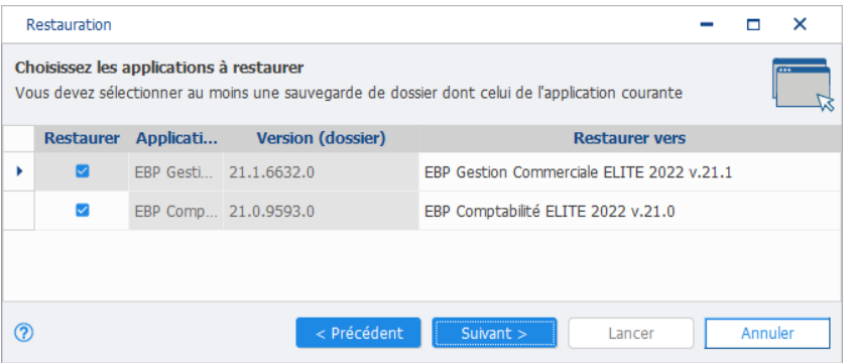 Restauration
Choisissez les applications à restaurer
Vous devez sélectionner au moins une sauvegarde de dossier dont celui de l'application courante
Restaurer Applicati... Version (dossier) Restaurer vers
EBP Gesti... 21.1.6632.0 EBP Gestion Commerciale ELITE 2022 v.21.1
EBP Comp... 21.0.9593.0 EBP Comptabilité ELITE 2022 v.21.0
? < Précédent Suivant > Lancer Annuler